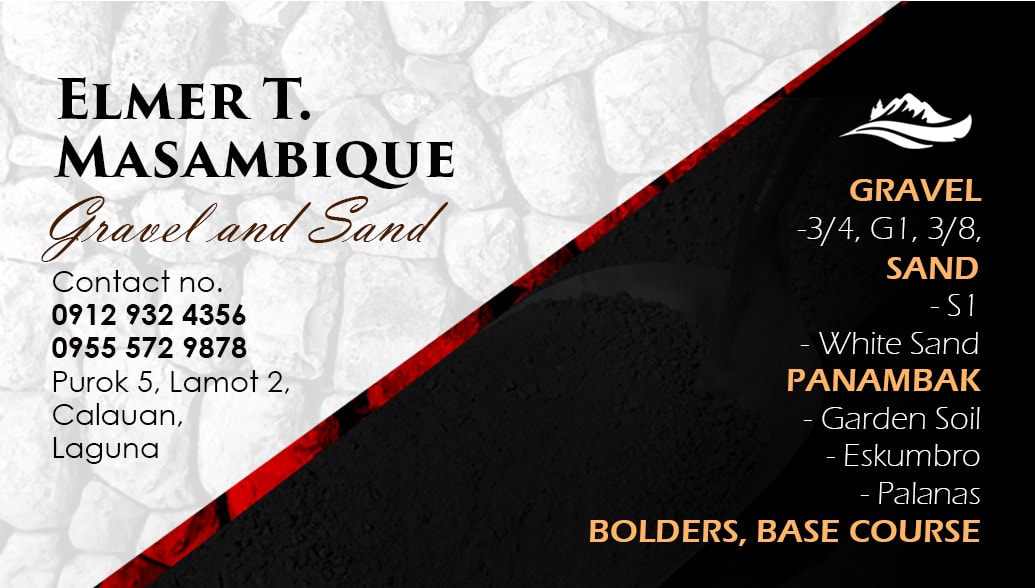 ELMER T.
MASAMBIQUE
Gravel and Sand
Contact no.
0912 932 4356
0955 572 9878
Purok 5, Lamot 2,
Calauan,
Laguna
GRAVEL
-3/4, G1, 3/8,
SAND
- S1
- White Sand
PANAMBAK
- Garden Soil
- Eskumbro
- Palanas
BOLDERS, BASE COURSE